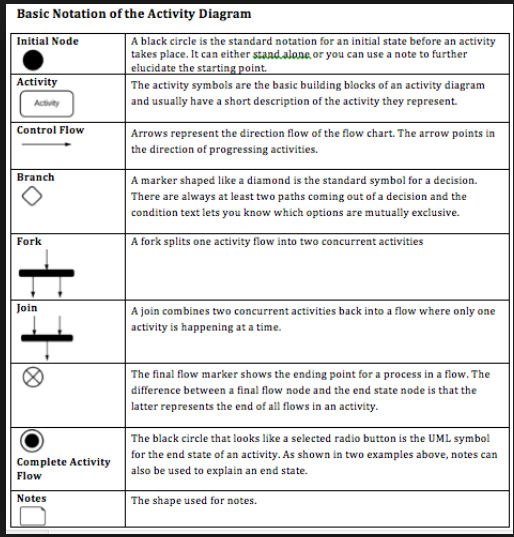 Basic Notation of the Activity Diagram
Initial Node
A black circle is the standard notation for an initial state before an activity
takes place. It can either stand alone or you can use a note to further
elucidate the starting point.
Activity
Activity
The activity symbols are the basic building blocks of an activity diagram
and usually have a short description of the activity they represent.
Control Flow
Arrows represent the direction flow of the flow chart. The arrow points in
the direction of progressing activities.
Branch
A marker shaped like a diamond is the standard symbol for a decision.
There are always at least two paths coming out of a decision and the
condition text lets you know which options are mutually exclusive.
Fork
A fork splits one activity flow into two concurrent activities
Join
A join combines two concurrent activities back into a flow where only one
activity is happening at a time.
The final flow marker shows the ending point for a process in a flow. The
difference between a final flow node and the end state node is that the
latter represents the end of all flows in an activity.
Complete Activity
Flow
The black circle that looks like a selected radio button is the UML symbol
for the end state of an activity. As shown in two examples above, notes can
also be used to explain an end state.
Notes
The shape used for notes.